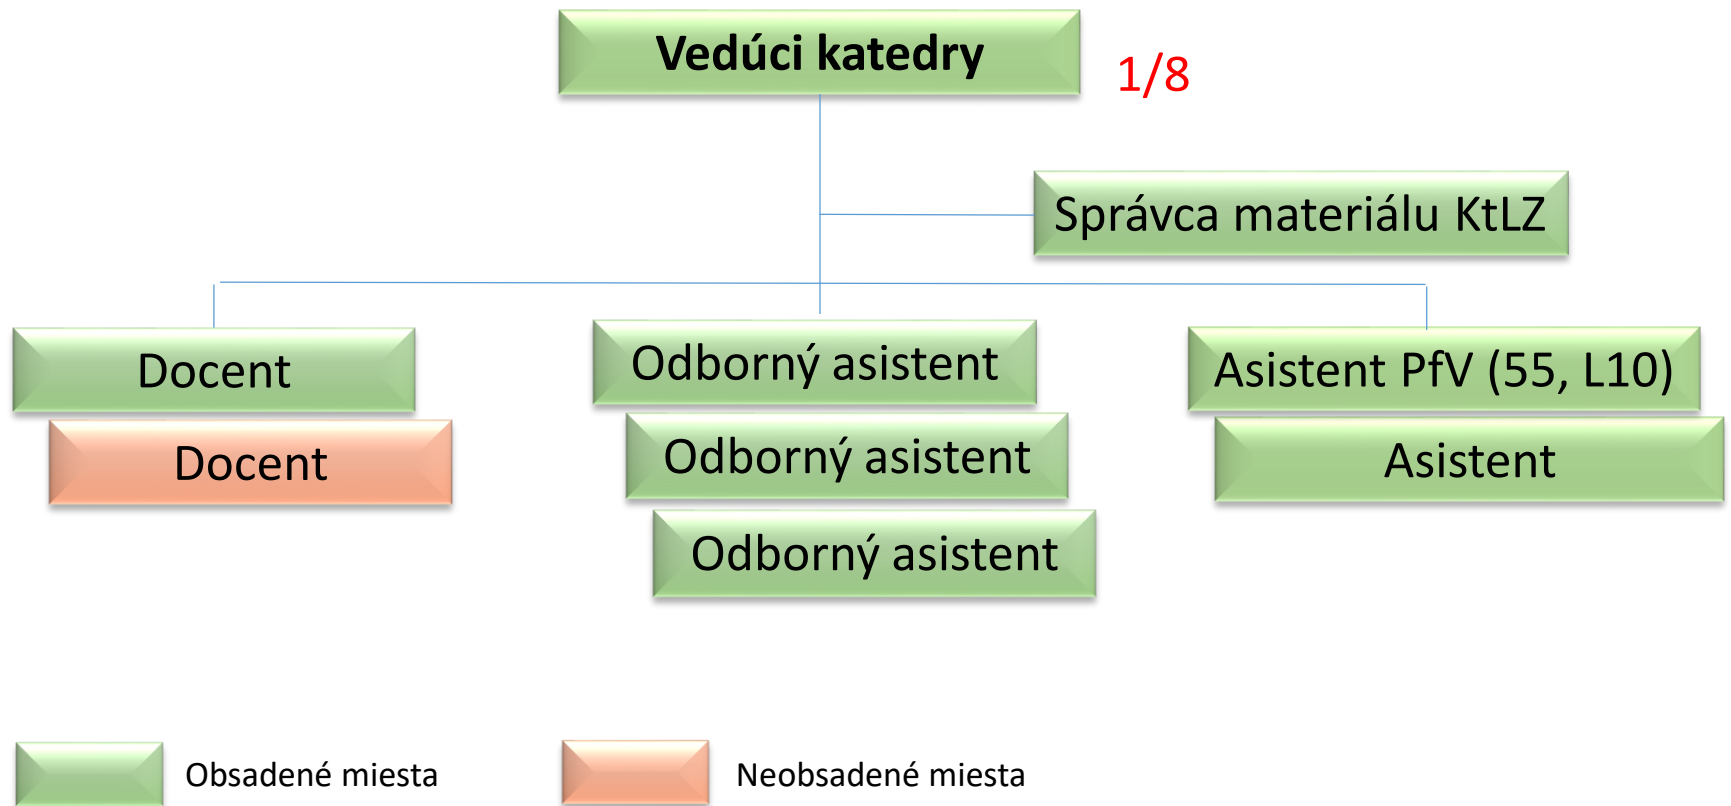 Vedúci katedry
1/8
Správca materiálu KtLZ
Docent
Docent
Odborný asistent
Odborný asistent
Odborný asistent
Asistent PfV (55, L10)
Asistent
Obsadené miesta
Neobsadené miesta